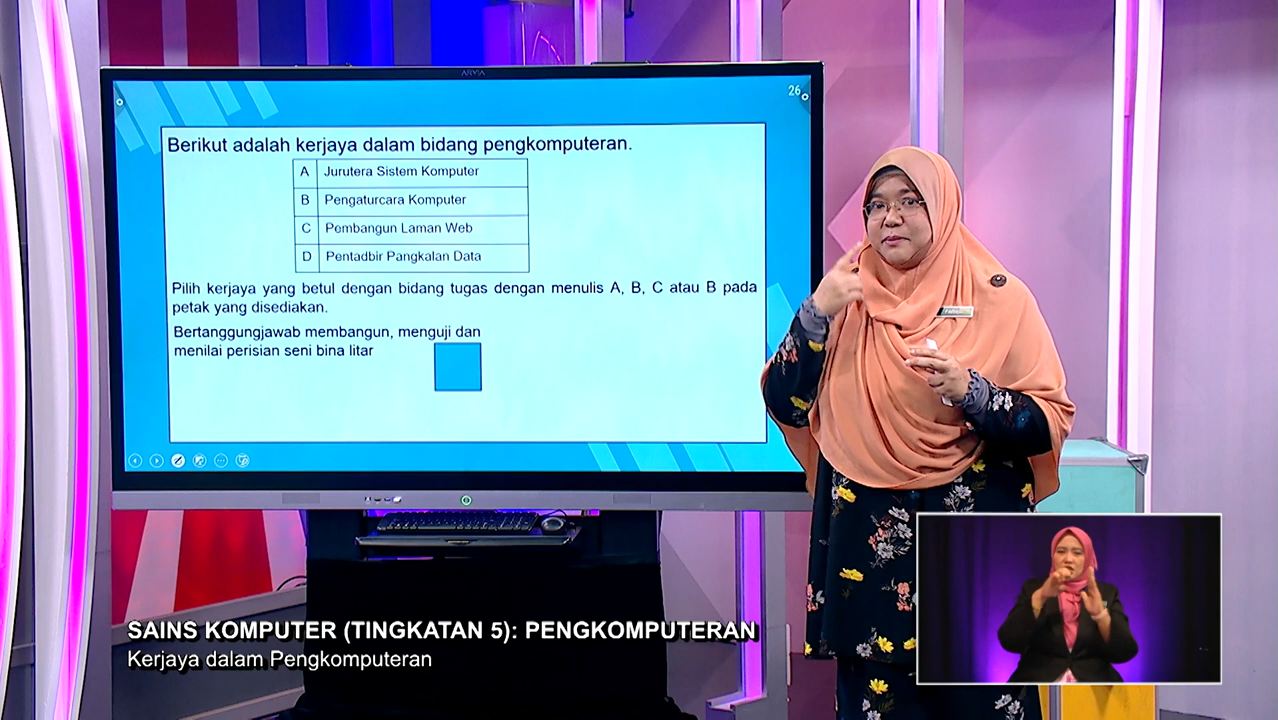 ARVIA
26
Berikut adalah kerjaya dalam bidang pengkomputeran.
A Jurutera Sistem Komputer
B Pengaturcara Komputer
C Pembangun Laman Web
D Pentadbir Pangkalan Data
Pilih kerjaya yang betul dengan bidang tugas dengan menulis A, B, C atau B pada
petak yang disediakan.
Bertanggungjawab membangun, menguji dan
menilai perisian seni bina litar
SAINS KOMPUTER (TINGKATAN 5): PENGKOMPUTERAN
Kerjaya dalam Pengkomputeran